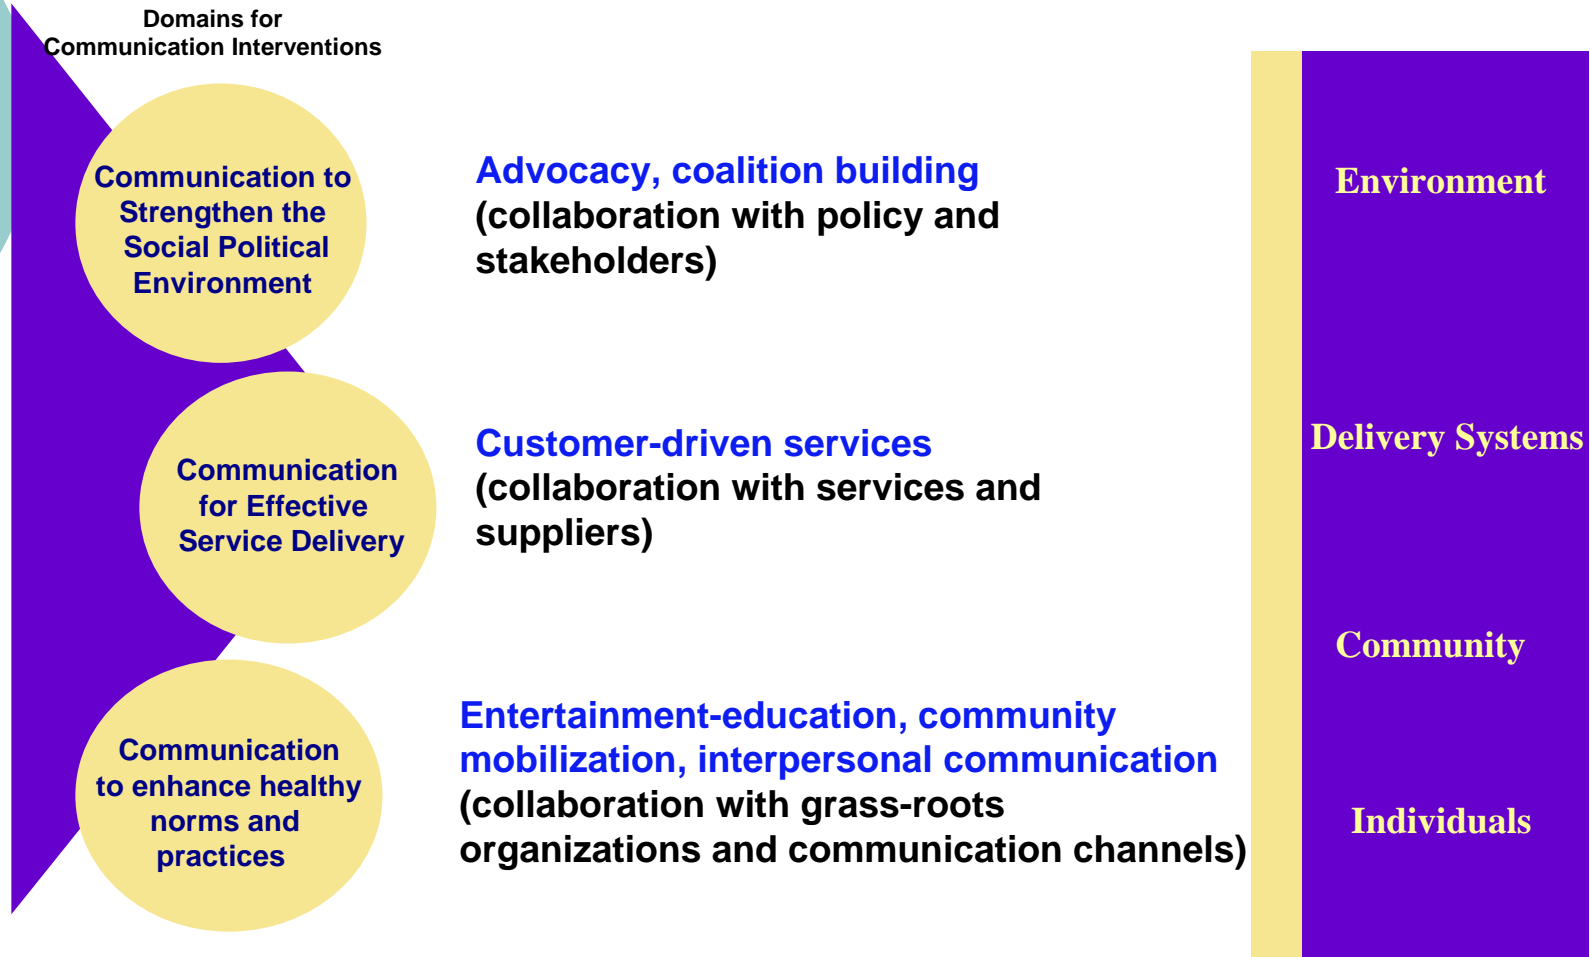 Domains for
Communication Interventions
Communication to
Strengthen the
Social Political
Environment
Advocacy, coalition building
(collaboration with policy and
stakeholders)
Environment
Communication
for Effective
Service Delivery
Customer-driven services
(collaboration with services and
suppliers)
Delivery Systems
Communication
to enhance healthy
norms and
practices
Entertainment-education, community
mobilization, interpersonal communication
(collaboration with grass-roots
organizations and communication channels)
Community
Individuals